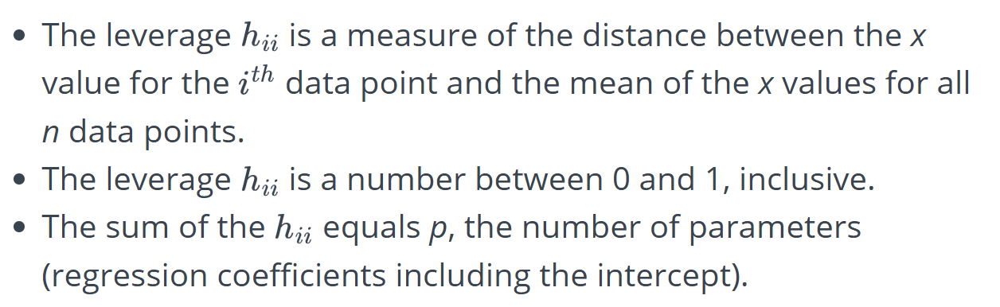 • The leverage $h_{ii}$ is a measure of the distance between the x
value for the $i^{th}$ data point and the mean of the x values for all
n data points.
• The leverage $h_{ii}$ is a number between 0 and 1, inclusive.
• The sum of the $h_{ii}$ equals p, the number of parameters
(regression coefficients including the intercept).